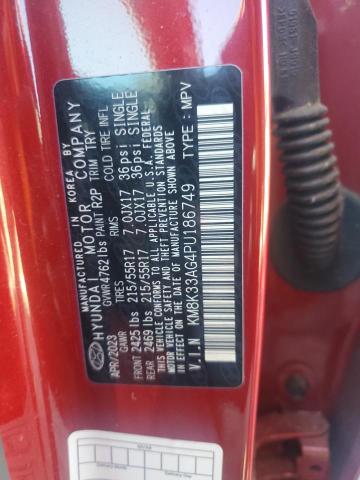 MANUFACTURED IN KOREA BY
HYUNDAI MOTOR COMPANY
GVWR 4762 lbs PAINT R2P TRIM TRY
APR/2023 TIRES RIMS COLD TIRE INFL
GAWR
FRONT 2425 lbs 215/55R17 7.0JX17 36psi SINGLE
REAR 2469 lbs 215/55R17 7.0JX17 36psi SINGLE
THIS VEHICLE CONFORMS TO ALL APPLICABLE U.S.A. FEDERAL
MOTOR VEHICLE SAFETY, BUMPER, AND THEFT PREVENTION
STANDARDS IN EFFECT ON THE DATE OF MANUFACTURE
SHOWN ABOVE.
V.I.N KM8K33AG4PU186749 TYPE : MPV